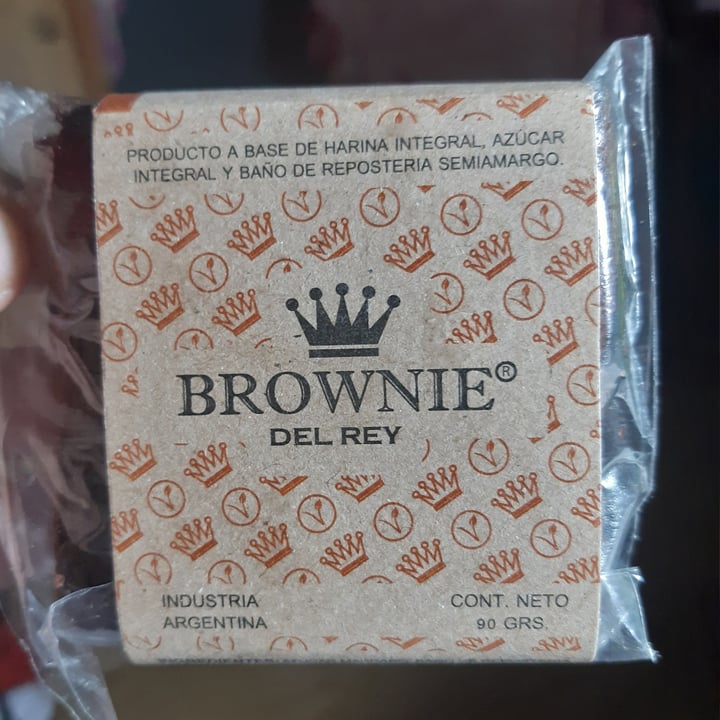 PRODUCTO A BASE DE HARINA INTEGRAL, AZÚCAR
INTEGRAL Y BAÑO DE REPOSTERIA SEMIAMARGO.
BROWNIE®
DEL REY
INDUSTRIA
ARGENTINA
CONT. NETO
90 GRS.